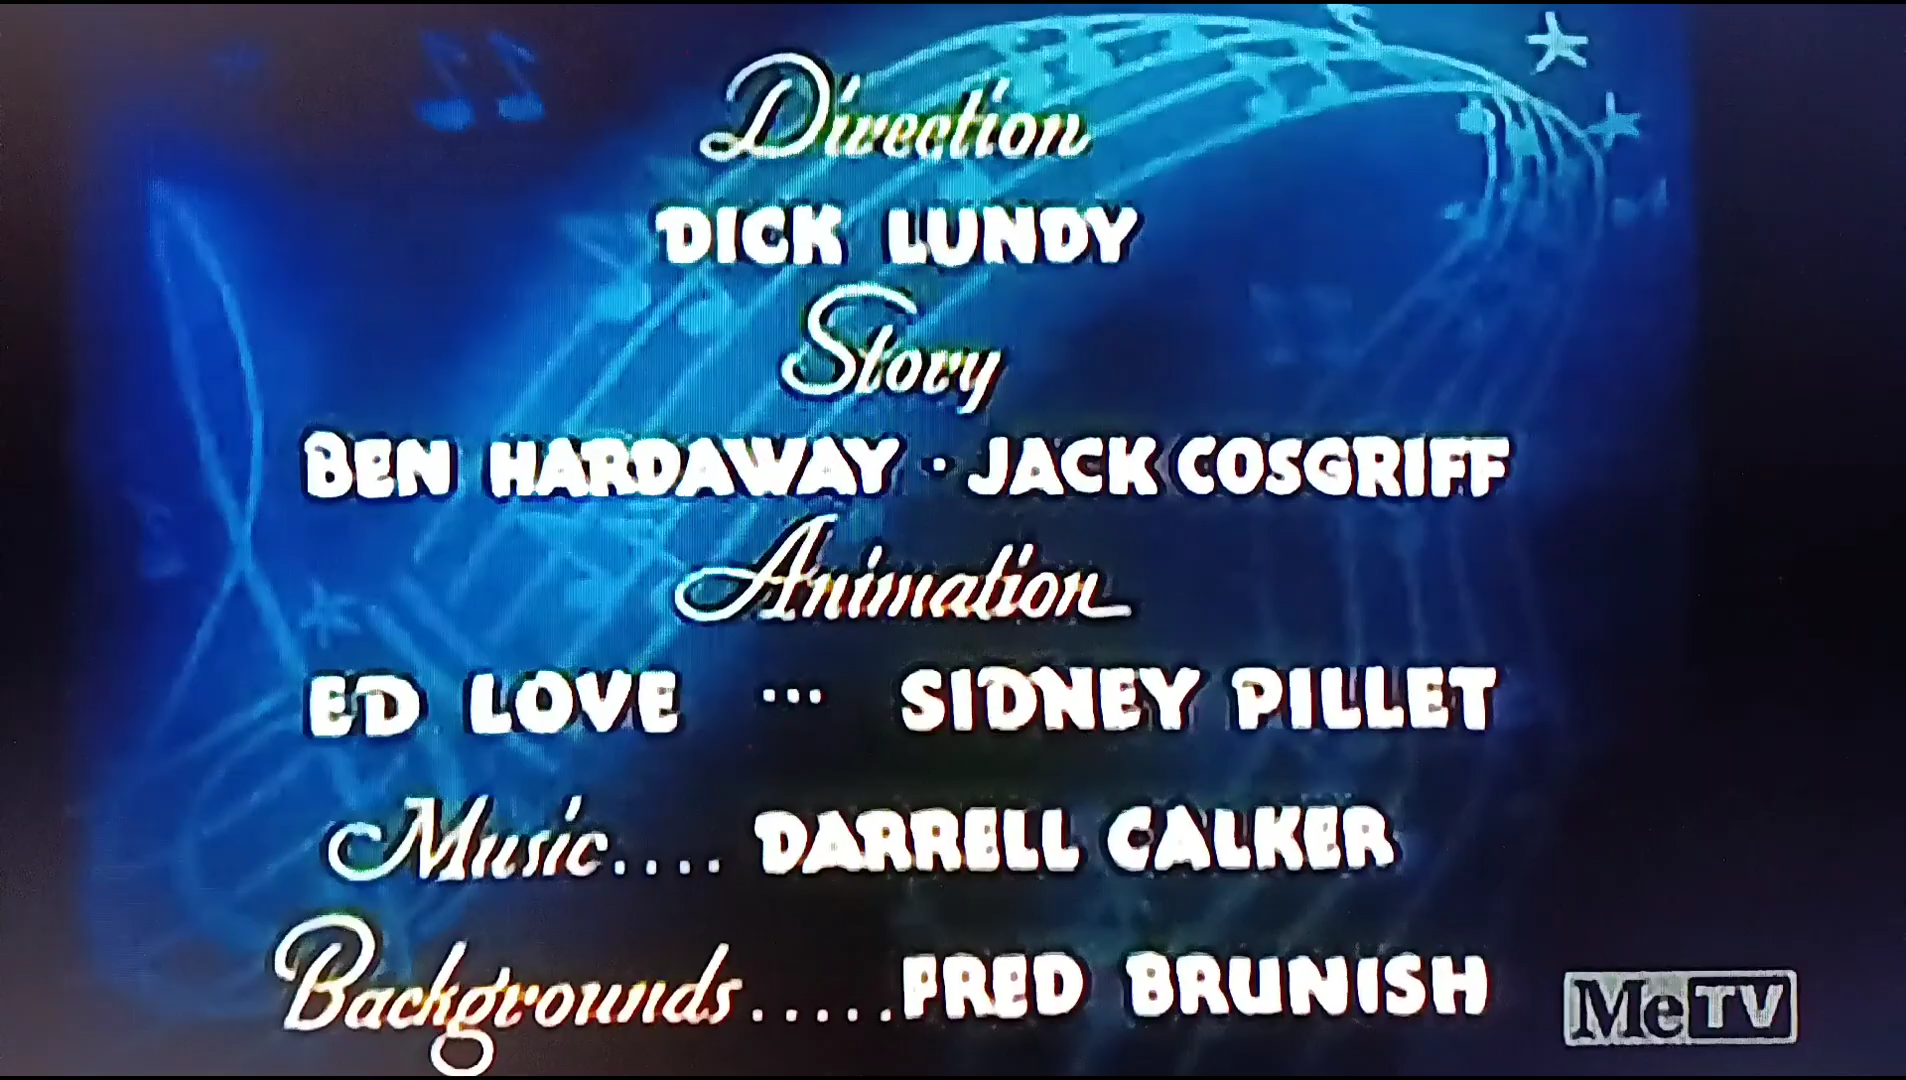 Direction
DICK LUNDY
Story
BEN HARDAWAY · JACK COSGRIFF
Animation
ED LOVE ··· SIDNEY PILLET
Music.... DARRELL CALKER
Backgrounds.....FRED BRUNISH
MeTV